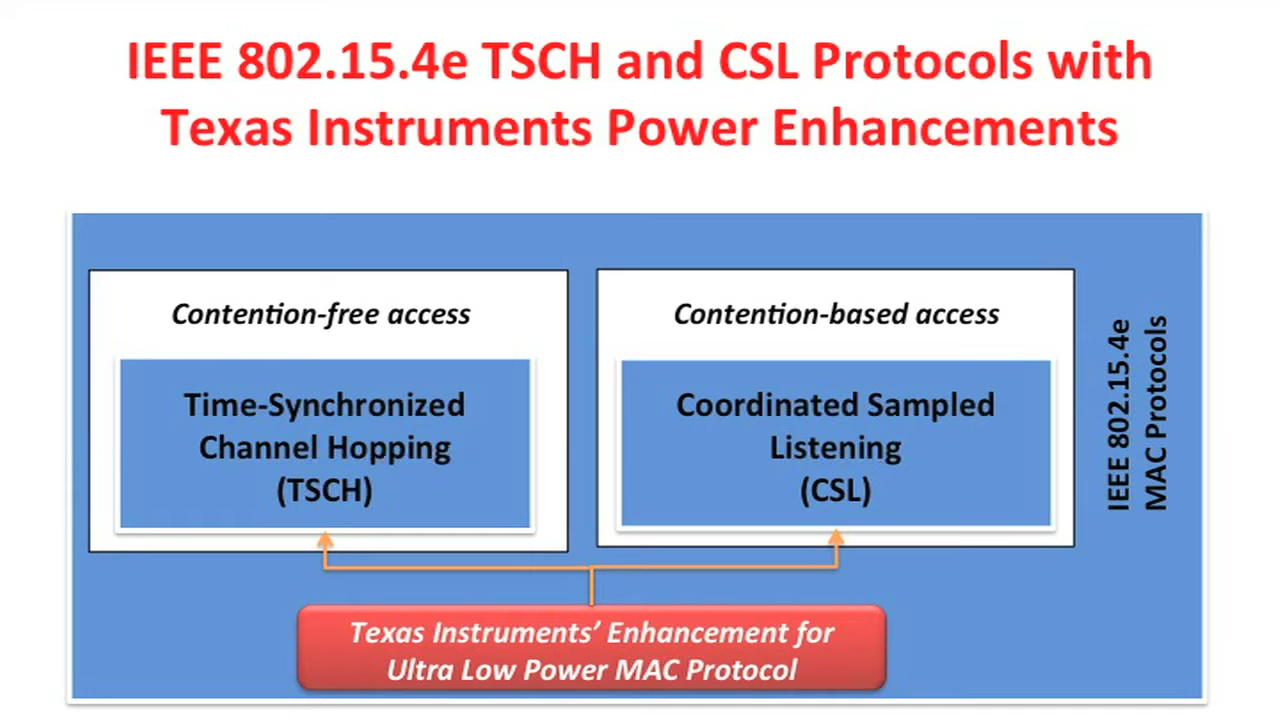 IEEE 802.15.4e TSCH and CSL Protocols with
Texas Instruments Power Enhancements
Contention-free access
Time-Synchronized
Channel Hopping
(TSCH)
Contention-based access
Coordinated Sampled
Listening
(CSL)
IEEE 802.15.4e
MAC Protocols
Texas Instruments’ Enhancement for
Ultra Low Power MAC Protocol